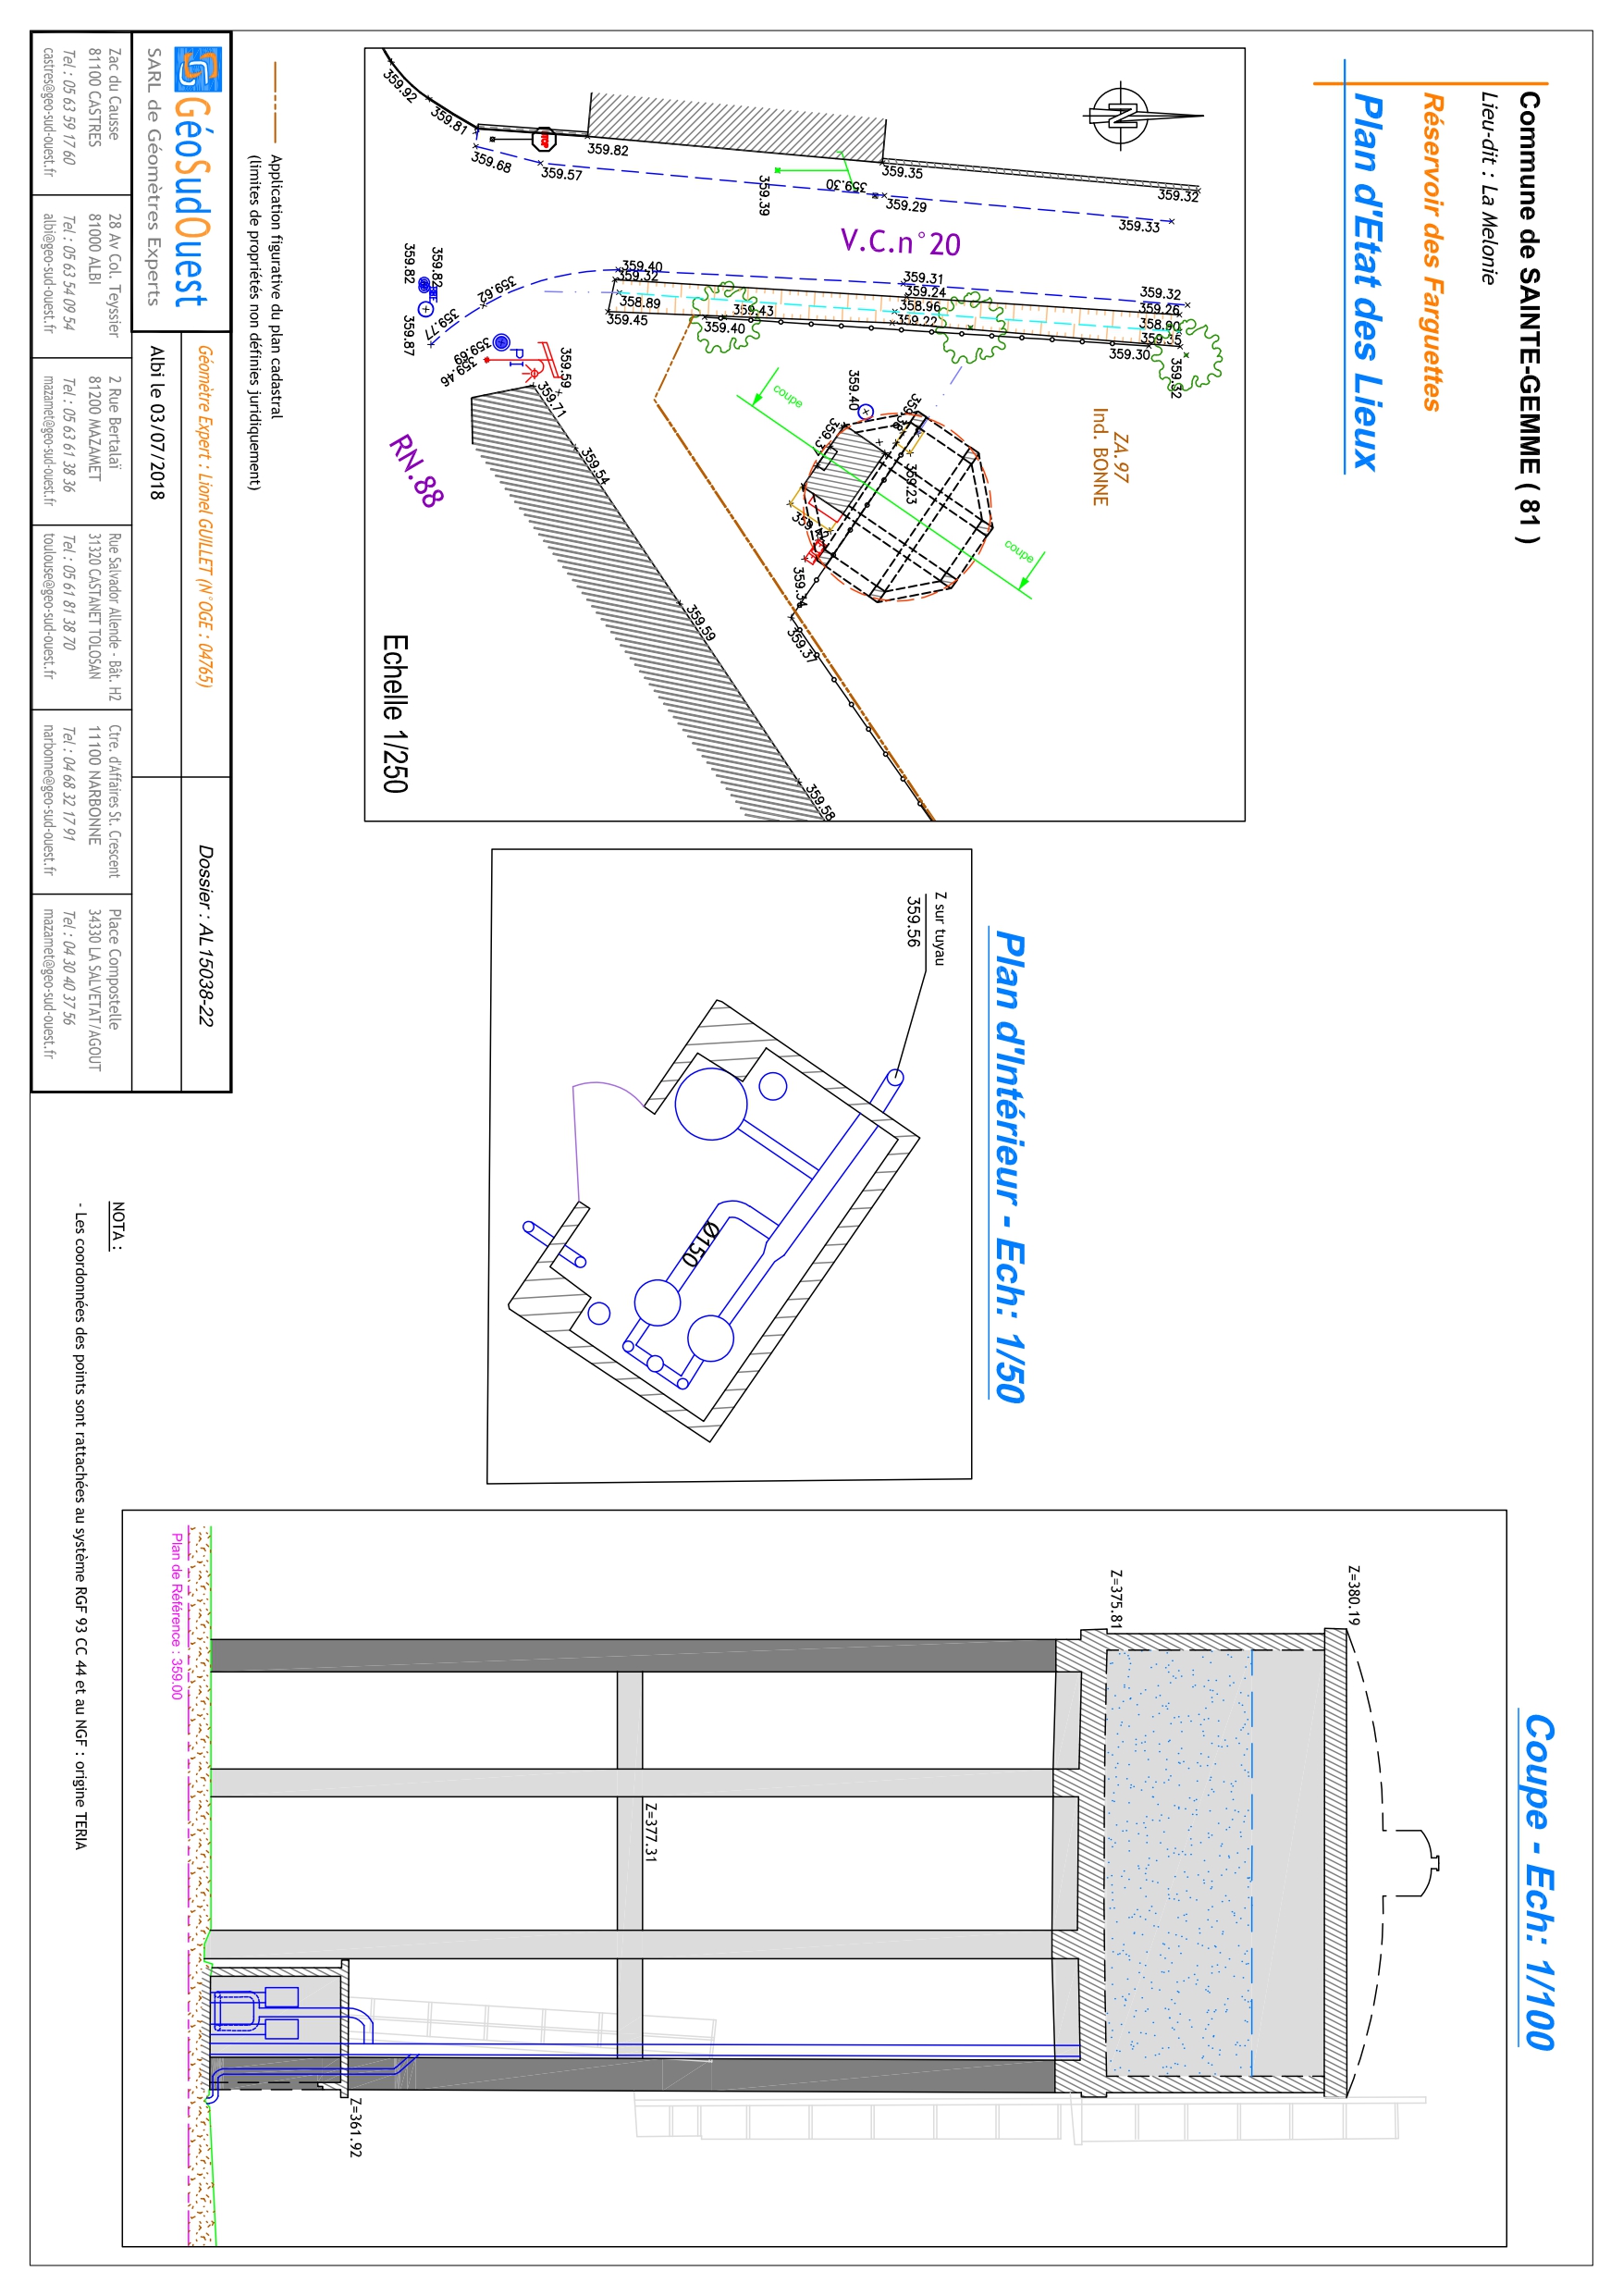 Commune de SAINTE-GEMME ( 81 )
Lieu-dit : La Melonie
Réservoir des Farguettes
Plan d'Etat des Lieux
N
359.92
359.81
359.68
STOP
359.57
359.82
359.39
359.30
359.35
359.29
359.32
359.33
V.C.n°20
359.40
359.32
358.89
359.45
359.43
359.40
359.31
359.24
358.96
359.22
359.32
359.26
358.90
359.35
359.30
359.32
359.82
359.82
359.87
359.77
359.62
359.69
359.46
PI
359.59
359.71
359.54
359.59
359.58
RN.88
coupe
coupe
359.40
359.23
359.34
359.37
ZA.97
Ind. BONNE
Echelle 1/250
Plan d'Intérieur - Ech: 1/50
Z sur tuyau
359.56
Ø150
Coupe - Ech: 1/100
Z=380.19
Z=375.81
Z=377.31
Z=361.92
Plan de Référence : 359.00
Application figurative du plan cadastral
(limites de propriétés non définies juridiquement)
GéoSudOuest
SARL de Géomètres Experts
Géomètre Expert : Lionel GUILLET (N°OGE : 04765)
Dossier : AL15038-22
Albi le 03/07/2018
Zac du Causse
81100 CASTRES
Tel : 05 63 59 17 60
castres@geo-sud-ouest.fr
28 Av Col. Teyssier
81000 ALBI
Tel : 05 63 54 09 54
albi@geo-sud-ouest.fr
2 Rue Bertalaï
81200 MAZAMET
Tel : 05 63 61 38 36
mazamet@geo-sud-ouest.fr
Rue Salvador Allende - Bât. H2
31320 CASTANET TOLOSAN
Tel : 05 61 81 38 70
toulouse@geo-sud-ouest.fr
Ctre. d'Affaires St. Crescent
11100 NARBONNE
Tel : 04 68 32 17 91
narbonne@geo-sud-ouest.fr
Place Compostelle
34330 LA SALVETAT/AGOUT
Tel : 04 30 40 37 56
mazamet@geo-sud-ouest.fr
NOTA :
- Les coordonnées des points sont rattachées au système RGF 93 CC 44 et au NGF : origine TERIA